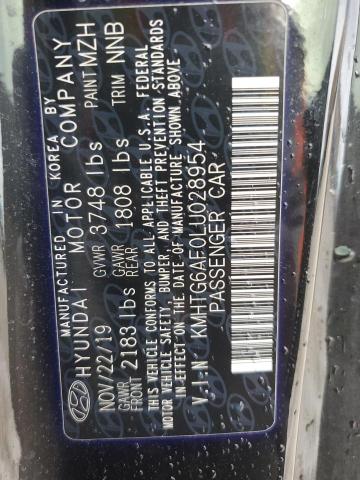 MANUFACTURED IN KOREA BY
HYUNDAI MOTOR COMPANY
NOV/22/19 GVWR 3748 lbs PAINT MZH
GAWR FRONT 2183 lbs GAWR REAR 1808 lbs TRIM NNB
THIS VEHICLE CONFORMS TO ALL APPLICABLE U.S.A. FEDERAL
MOTOR VEHICLE SAFETY, BUMPER, AND THEFT PREVENTION STANDARDS
IN EFFECT ON THE DATE OF MANUFACTURE SHOWN ABOVE.
V-I-N KMHTG6AF0LU028954
PASSENGER CAR